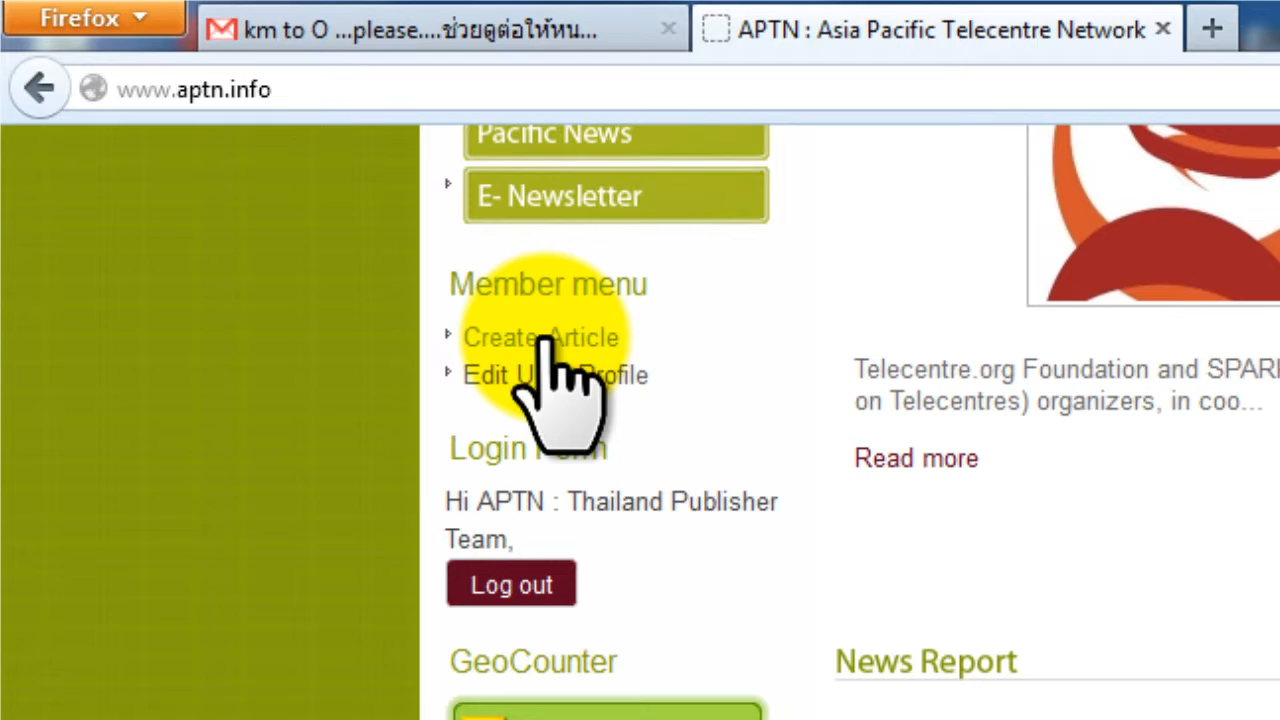 Firefox
km to O ...please....ช่วยดูต่อให้หน...
APTN : Asia Pacific Telecentre Network
www.aptn.info
Pacific News
E- Newsletter
Member menu
Create Article
Edit User Profile
Login Form
Hi APTN : Thailand Publisher
Team,
Log out
GeoCounter
Telecentre.org Foundation and SPAR
on Telecentres) organizers, in coo...
Read more
News Report